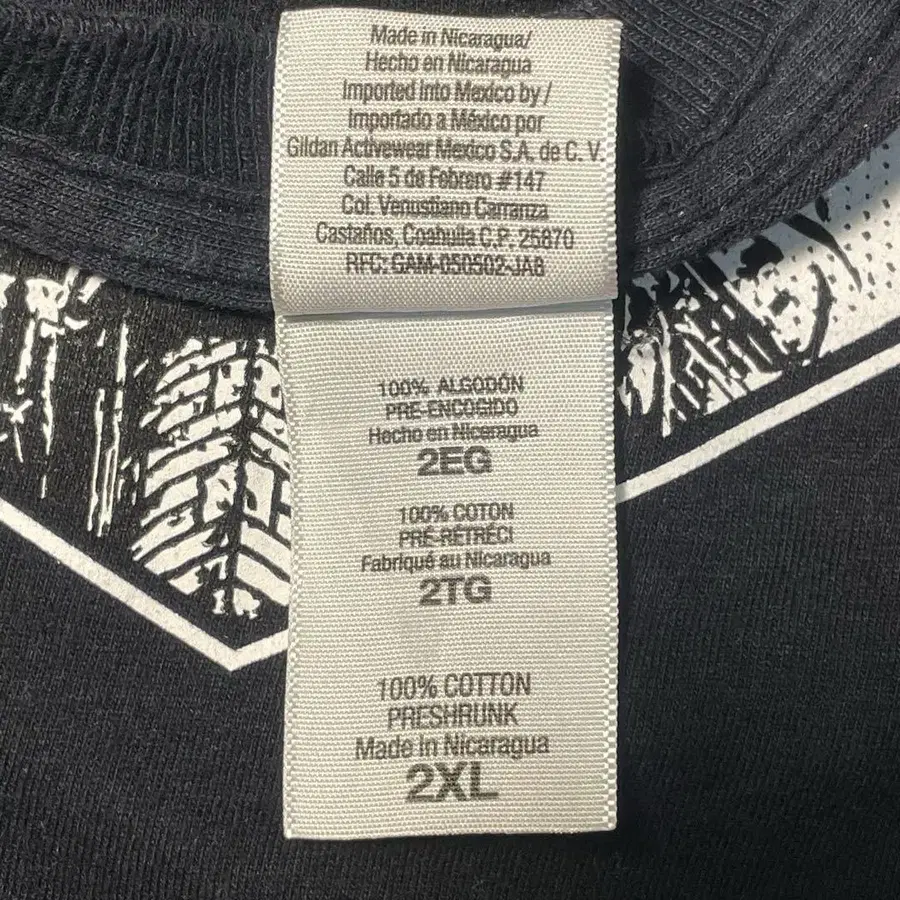 Made in Nicaragua/
Hecho en Nicaragua
Imported into Mexico by/
Importado a México por
Gildan Activewear Mexico S.A. de C. V.
Calle 5 de Febrero #147
Col. Venustiano Carranza
Castaños, Coahuila C.P. 25870
RFC: GAM-050502-JA8
100% ALGODÓN
PRE-ENCOGIDO
Hecho en Nicaragua
2EG
100% COTON
PRÉ-RÉTRÉCI
Fabriqué au Nicaragua
2TG
100% COTTON
PRESHRUNK
Made in Nicaragua
2XL